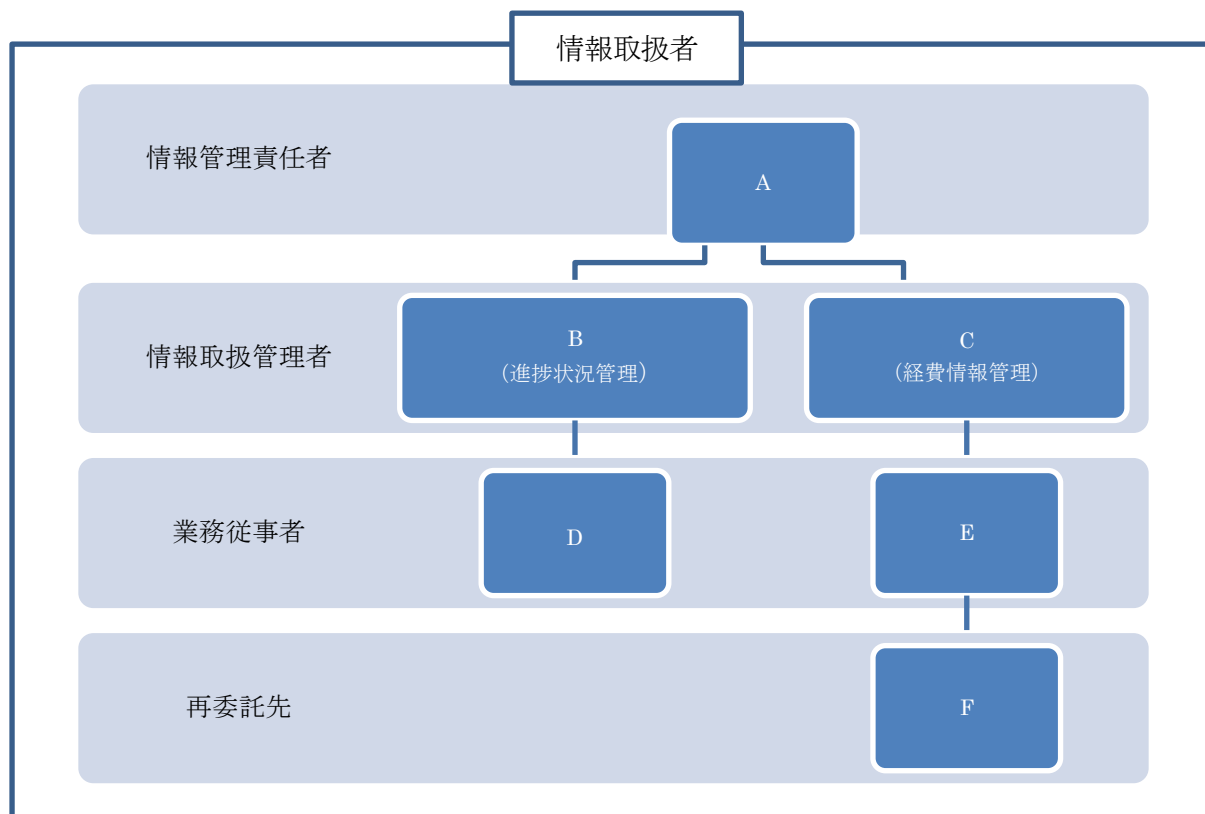 情報取扱者
情報管理責任者
A
情報取扱管理者
B
（進捗状況管理）
C
（経費情報管理）
業務従事者
D
E
再委託先
F